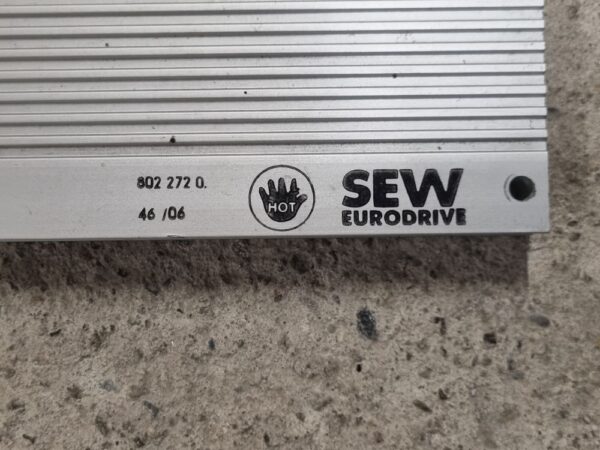 802 272 0.
46 /06
HOT
SEW
EURODRIVE